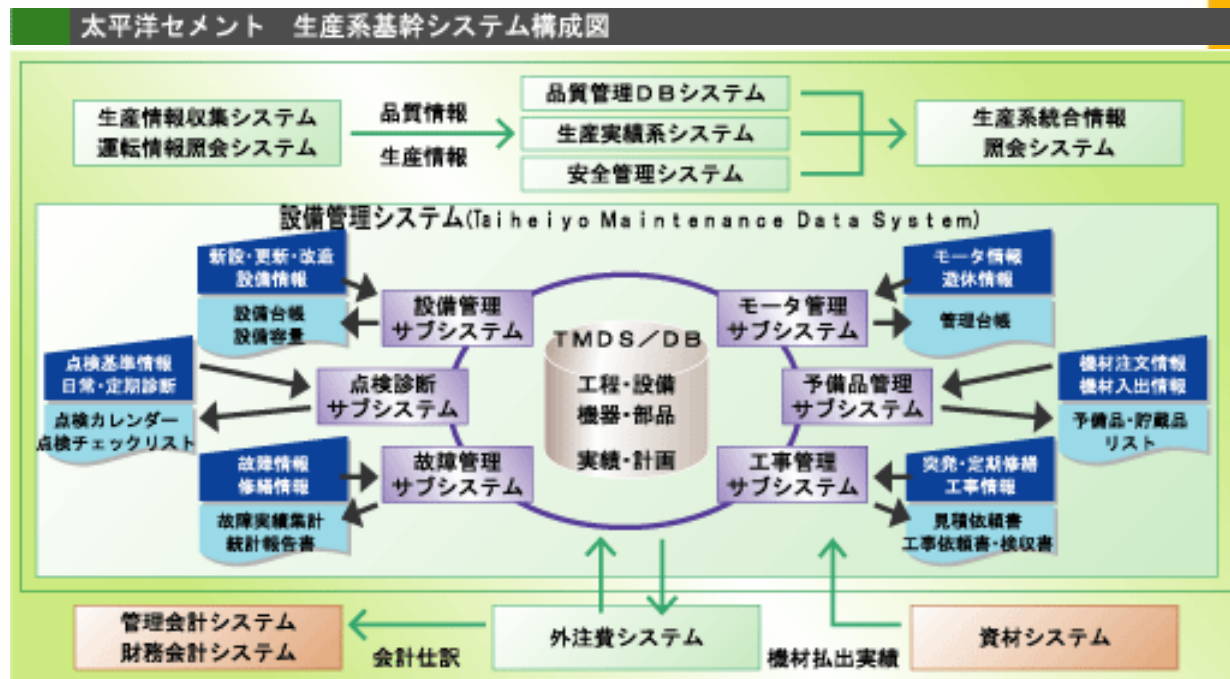 太平洋セメント　生産系基幹システム構成図
生産情報収集システム
運転情報照会システム
品質情報
生産情報
品質管理ＤＢシステム
生産実績系システム
安全管理システム
生産系統合情報
照会システム
設備管理システム(Taiheiyo Maintenance Data System)
新設・更新・改造
設備情報
設備台帳
設備容量
設備管理
サブシステム
点検基準情報
日常・定期診断
点検カレンダー
点検チェックリスト
点検診断
サブシステム
故障情報
修繕情報
故障実績集計
統計報告書
故障管理
サブシステム
ＴＭＤＳ／ＤＢ
工程・設備
機器・部品
実績・計画
モータ管理
サブシステム
モータ情報
遊休情報
管理台帳
予備品管理
サブシステム
機材注文情報
機材入出情報
予備品・貯蔵品
リスト
工事管理
サブシステム
突発・定期修繕
工事情報
見積依頼書
工事依頼書・検収書
管理会計システム
財務会計システム
会計仕訳
外注費システム
機材払出実績
資材システム